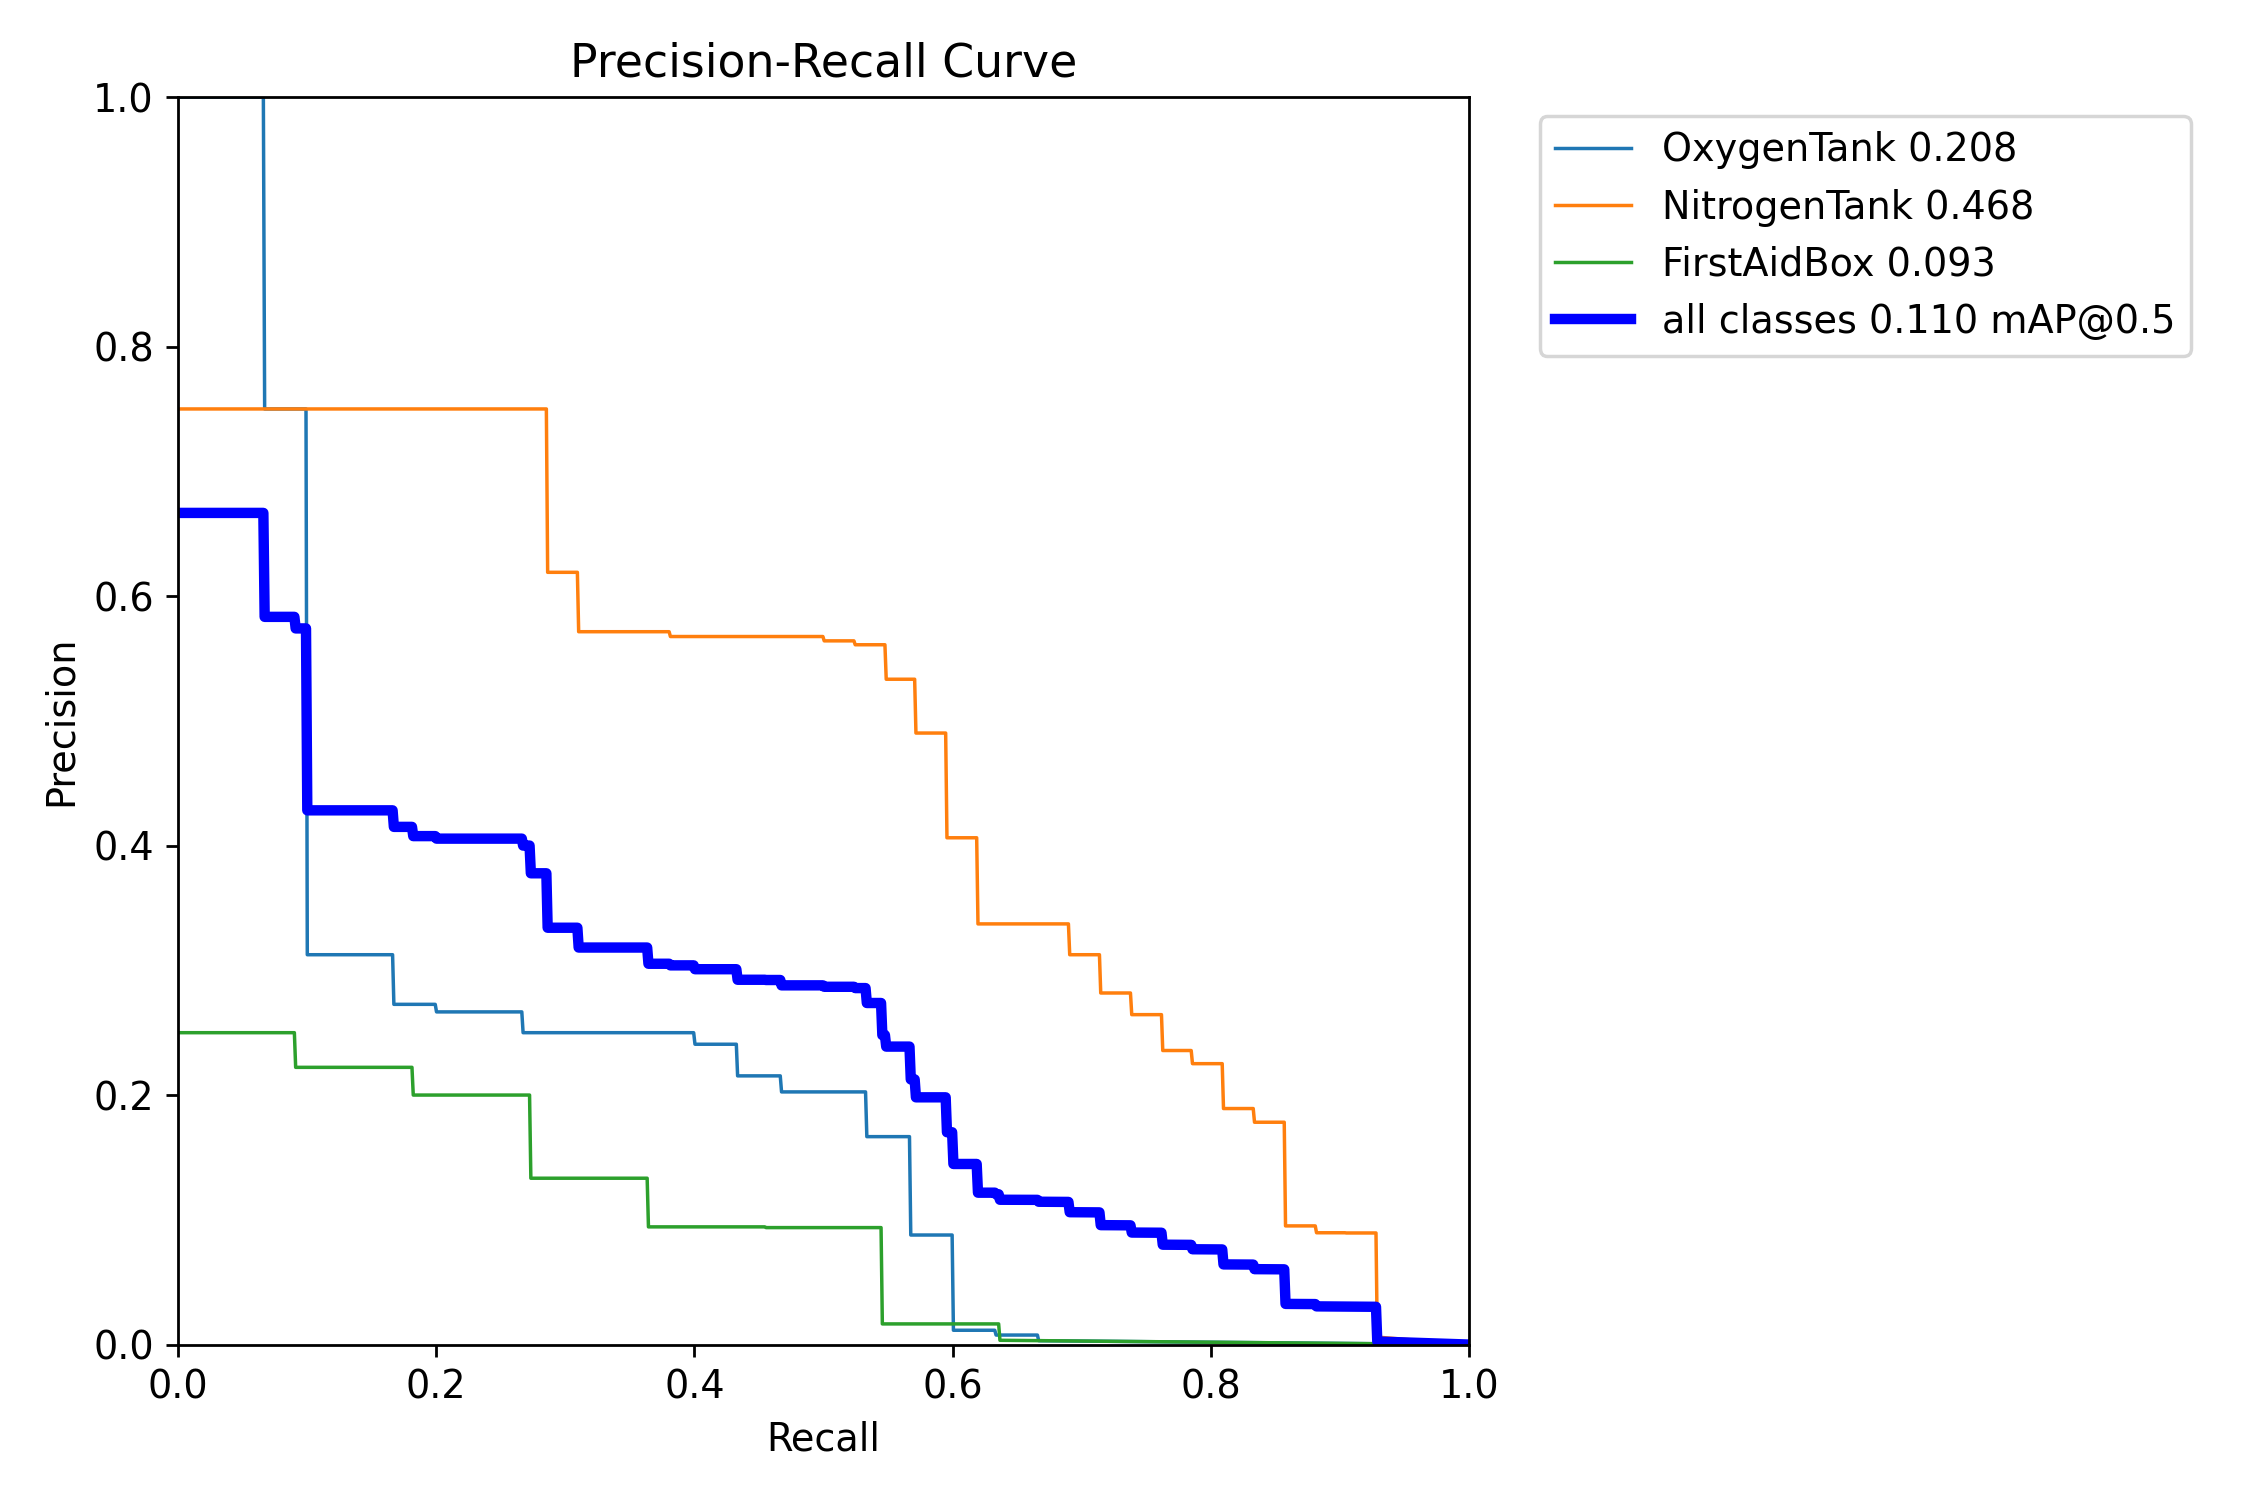 Precision-Recall Curve
1.0
0.8
0.6
0.4
0.2
0.0
Precision
0.0 0.2 0.4 0.6 0.8 1.0
Recall
OxygenTank 0.208
NitrogenTank 0.468
FirstAidBox 0.093
all classes 0.110 mAP@0.5